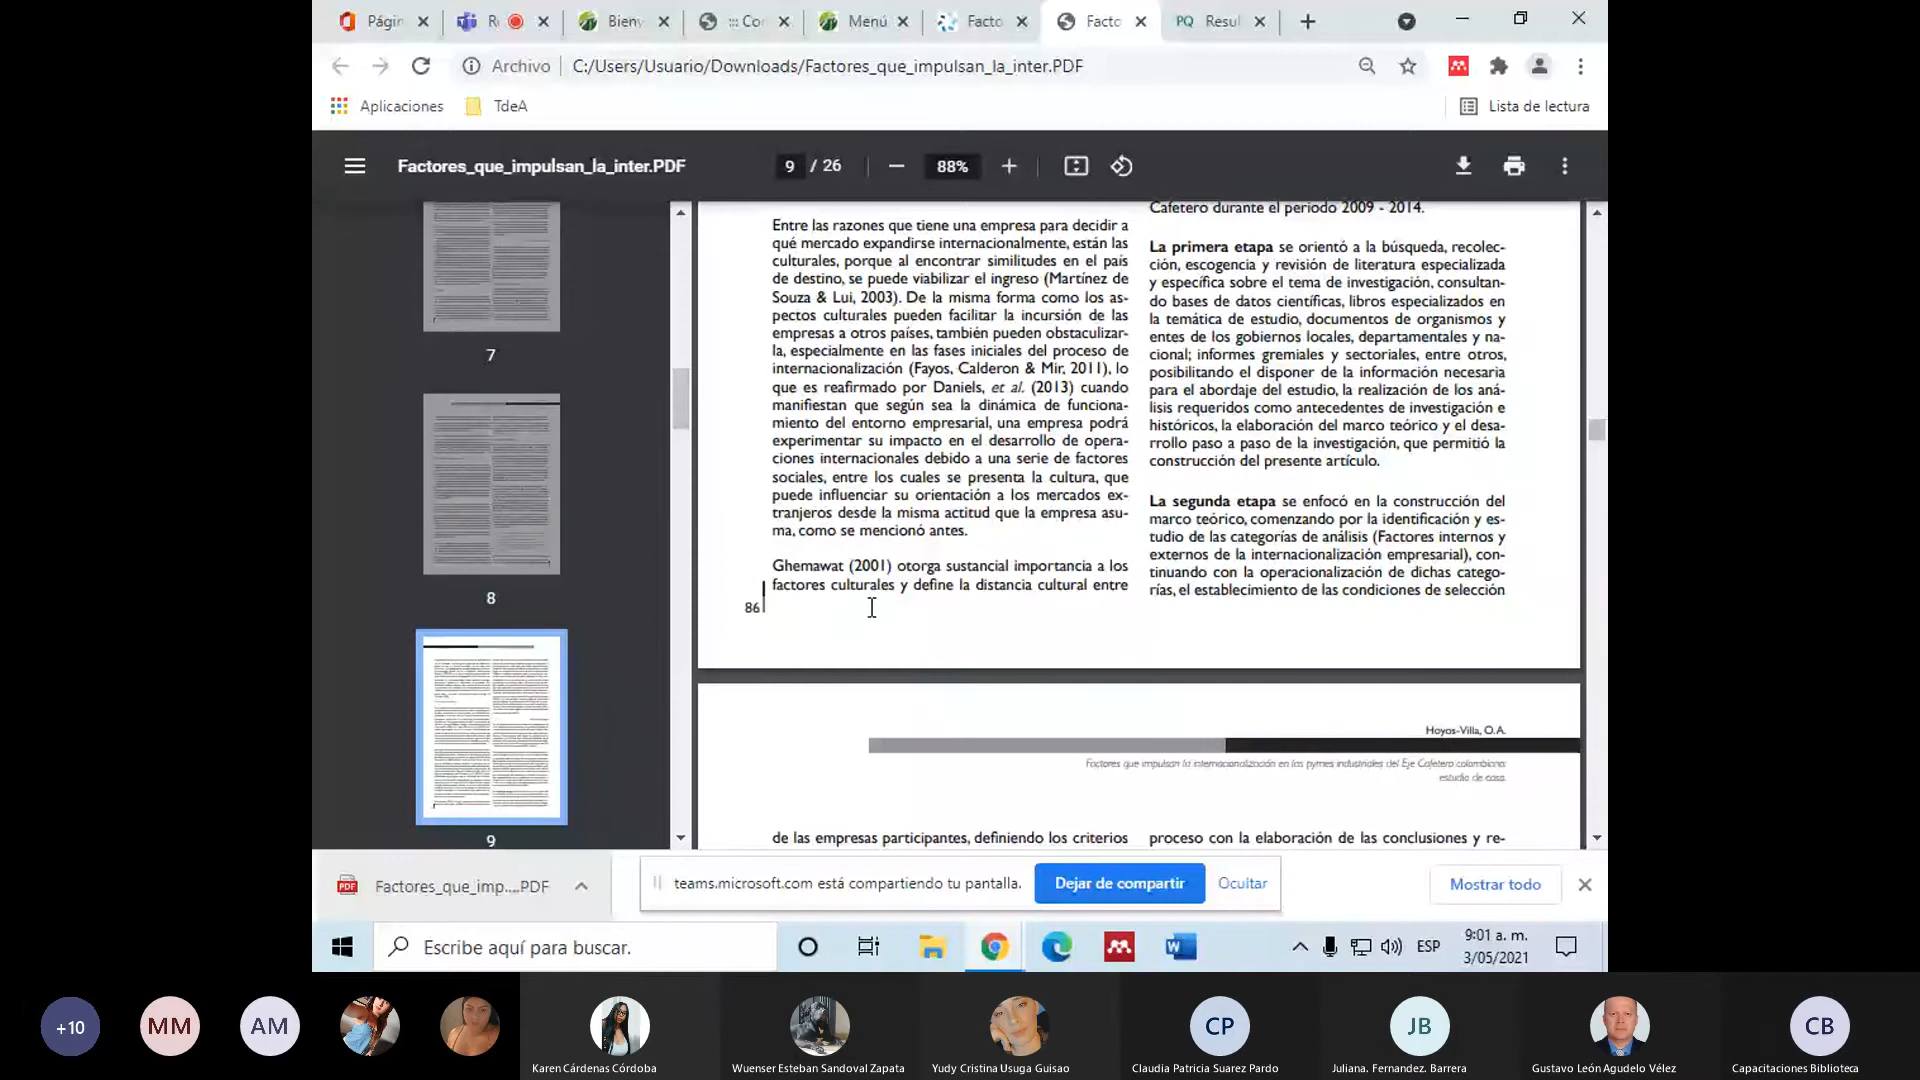 Págin
R
Bien
::: Co
Menú
Facto
Facto
PQ Resul
Archivo
C:/Users/Usuario/Downloads/Factores_que_impulsan_la_inter.PDF
Aplicaciones
TdeA
Lista de lectura
Factores_que_impulsan_la_inter.PDF
9 / 26
88%
7
8
9
Entre las razones que tiene una empresa para decidir a
qué mercado expandirse internacionalmente, están las
culturales, porque al encontrar similitudes en el país
de destino, se puede viabilizar el ingreso (Martínez de
Souza & Lui, 2003). De la misma forma como los as-
pectos culturales pueden facilitar la incursión de las
empresas a otros países, también pueden obstaculizar-
la, especialmente en las fases iniciales del proceso de
internacionalización (Fayos, Calderon & Mir, 2011), lo
que es reafirmado por Daniels, et al. (2013) cuando
manifiestan que según sea la dinámica de funciona-
miento del entorno empresarial, una empresa podrá
experimentar su impacto en el desarrollo de opera-
ciones internacionales debido a una serie de factores
sociales, entre los cuales se presenta la cultura, que
puede influenciar su orientación a los mercados ex-
tranjeros desde la misma actitud que la empresa asu-
ma, como se mencionó antes.
Ghemawat (2001) otorga sustancial importancia a los
factores culturales y define la distancia cultural entre
86
Cafetero durante el periodo 2009 - 2014.
La primera etapa se orientó a la búsqueda, recolec-
ción, escogencia y revisión de literatura especializada
y específica sobre el tema de investigación, consultan-
do bases de datos científicas, libros especializados en
la temática de estudio, documentos de organismos y
entes de los gobiernos locales, departamentales y na-
cional; informes gremiales y sectoriales, entre otros,
posibilitando el disponer de la información necesaria
para el abordaje del estudio, la realización de los aná-
lisis requeridos como antecedentes de investigación e
históricos, la elaboración del marco teórico y el desa-
rrollo paso a paso de la investigación, que permitió la
construcción del presente artículo.
La segunda etapa se enfocó en la construcción del
marco teórico, comenzando por la identificación y es-
tudio de las categorías de análisis (Factores internos y
externos de la internacionalización empresarial), con-
tinuando con la operacionalización de dichas catego-
rías, el establecimiento de las condiciones de selección
Hoyos-Villa, O.A.
Factores que impulsan la internacionalización en las pymes industriales del Eje Cafetero colombiano:
estudio de caso.
de las empresas participantes, definiendo los criterios
proceso con la elaboración de las conclusiones y re-
Factores_que_imp....PDF
teams.microsoft.com está compartiendo tu pantalla.
Dejar de compartir
Ocultar
Mostrar todo
Escribe aquí para buscar.
ESP
9:01 a. m.
3/05/2021
+10
MM
AM
CP
JB
CB
Karen Cárdenas Córdoba
Wuenser Esteban Sandoval Zapata
Yudy Cristina Usuga Guisao
Claudia Patricia Suarez Pardo
Juliana. Fernandez. Barrera
Gustavo León Agudelo Vélez
Capacitaciones Biblioteca